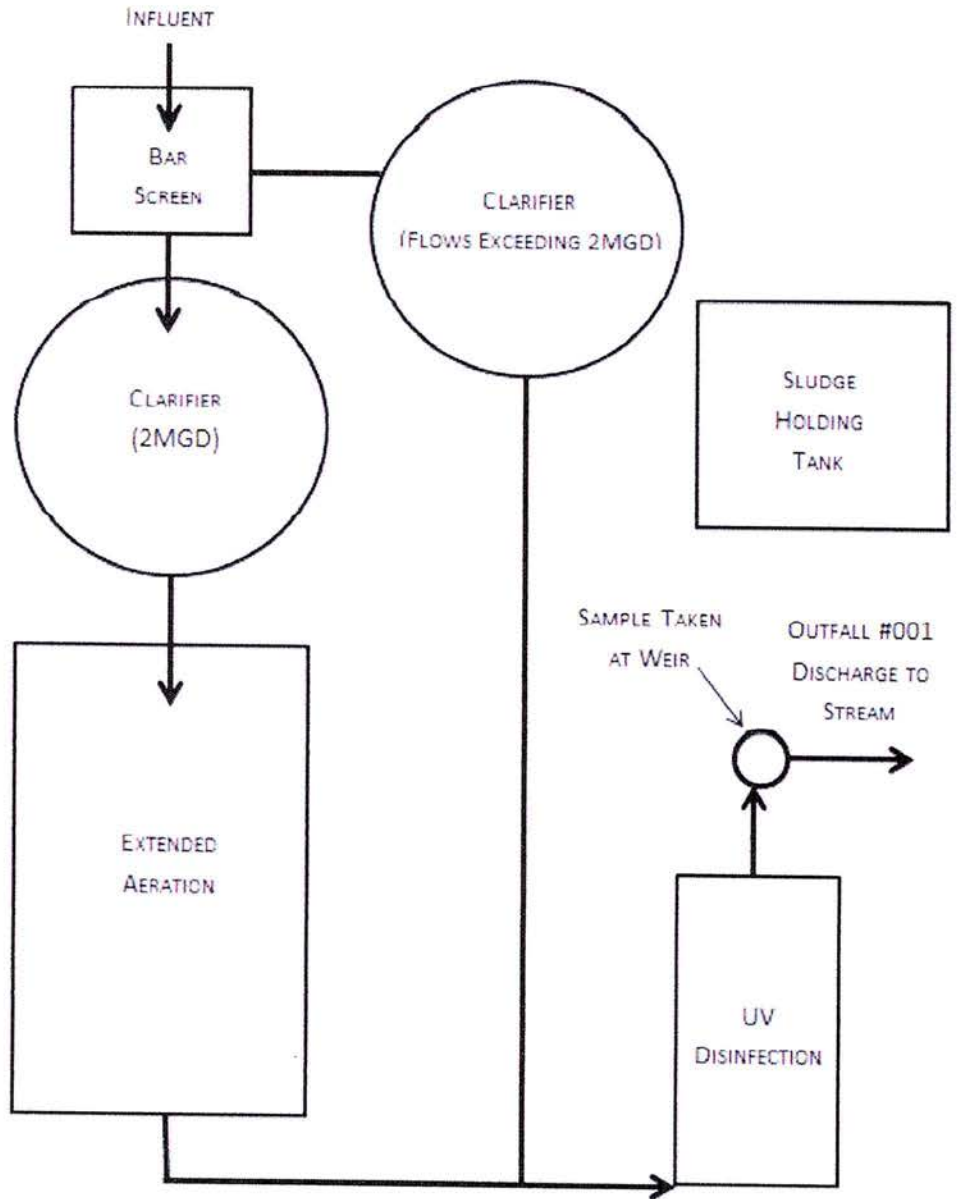 INFLUENT
BAR
SCREEN
CLARIFIER
(FLOWS EXCEEDING 2MGD)
CLARIFIER
(2MGD)
SLUDGE
HOLDING
TANK
SAMPLE TAKEN
AT WEIR
OUTFALL #001
DISCHARGE TO
STREAM
EXTENDED
AERATION
UV
DISINFECTION